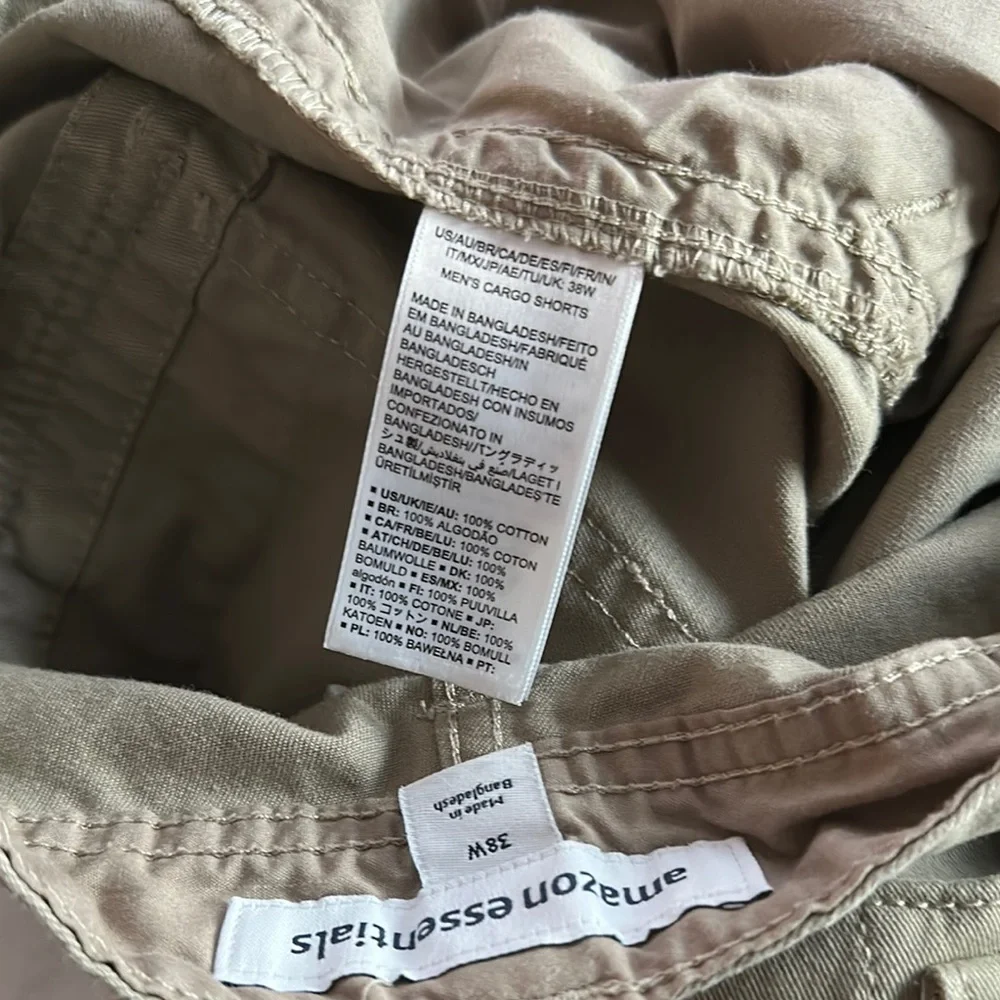 US/AU/BR/CA/DE/ES/FI/FR/IN/
IT/MX/JP/AE/TU/UK: 38W
MEN'S CARGO SHORTS
MADE IN BANGLADESH/FEITO
EM BANGLADESH/FABRIQUÉ
AU BANGLADESH/IN
BANGLADESCH
HERGESTELLT/HECHO EN
BANGLADESH CON INSUMOS
IMPORTADOS/
CONFEZIONATO IN
BANGLADESH//バングラディッ
シュ製/صنع في بنغلاديش/LAGET I
BANGLADESH/BANGLADEŞ'TE
ÜRETİLMİŞTİR
▪ US/UK/IE/AU: 100% COTTON
▪ BR: 100% ALGODÃO
▪ CA/FR/BE/LU: 100% COTON
▪ AT/CH/DE/BE/LU: 100%
BAUMWOLLE ▪ DK: 100%
BOMULD ▪ ES/MX: 100%
algodón ▪ FI: 100% PUUVILLA
▪ IT: 100% COTONE ▪ JP:
100% コットン ▪ NL/BE: 100%
KATOEN ▪ NO: 100% BOMULL
▪ PL: 100% BAWEŁNA ▪ PT:
amazon essentials
38W
Made in
Bangladesh